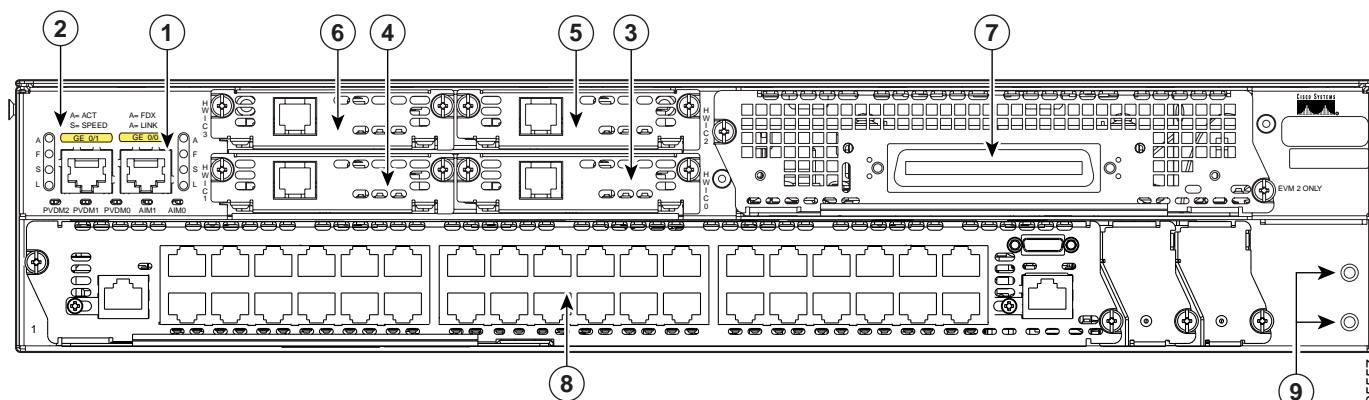 2
1
6
4
5
3
7
A= ACT
S= SPEED
A= FDX
A= LINK
GE 0/1
GE 0/0
A
F
S
L
A
F
S
L
PVDM2 PVDM1 PVDM0 AIM1 AIM0
HWIC3
HWIC1
HWIC2
HWIC0
CISCO SYSTEMS
EVM 2 ONLY
1
8
9